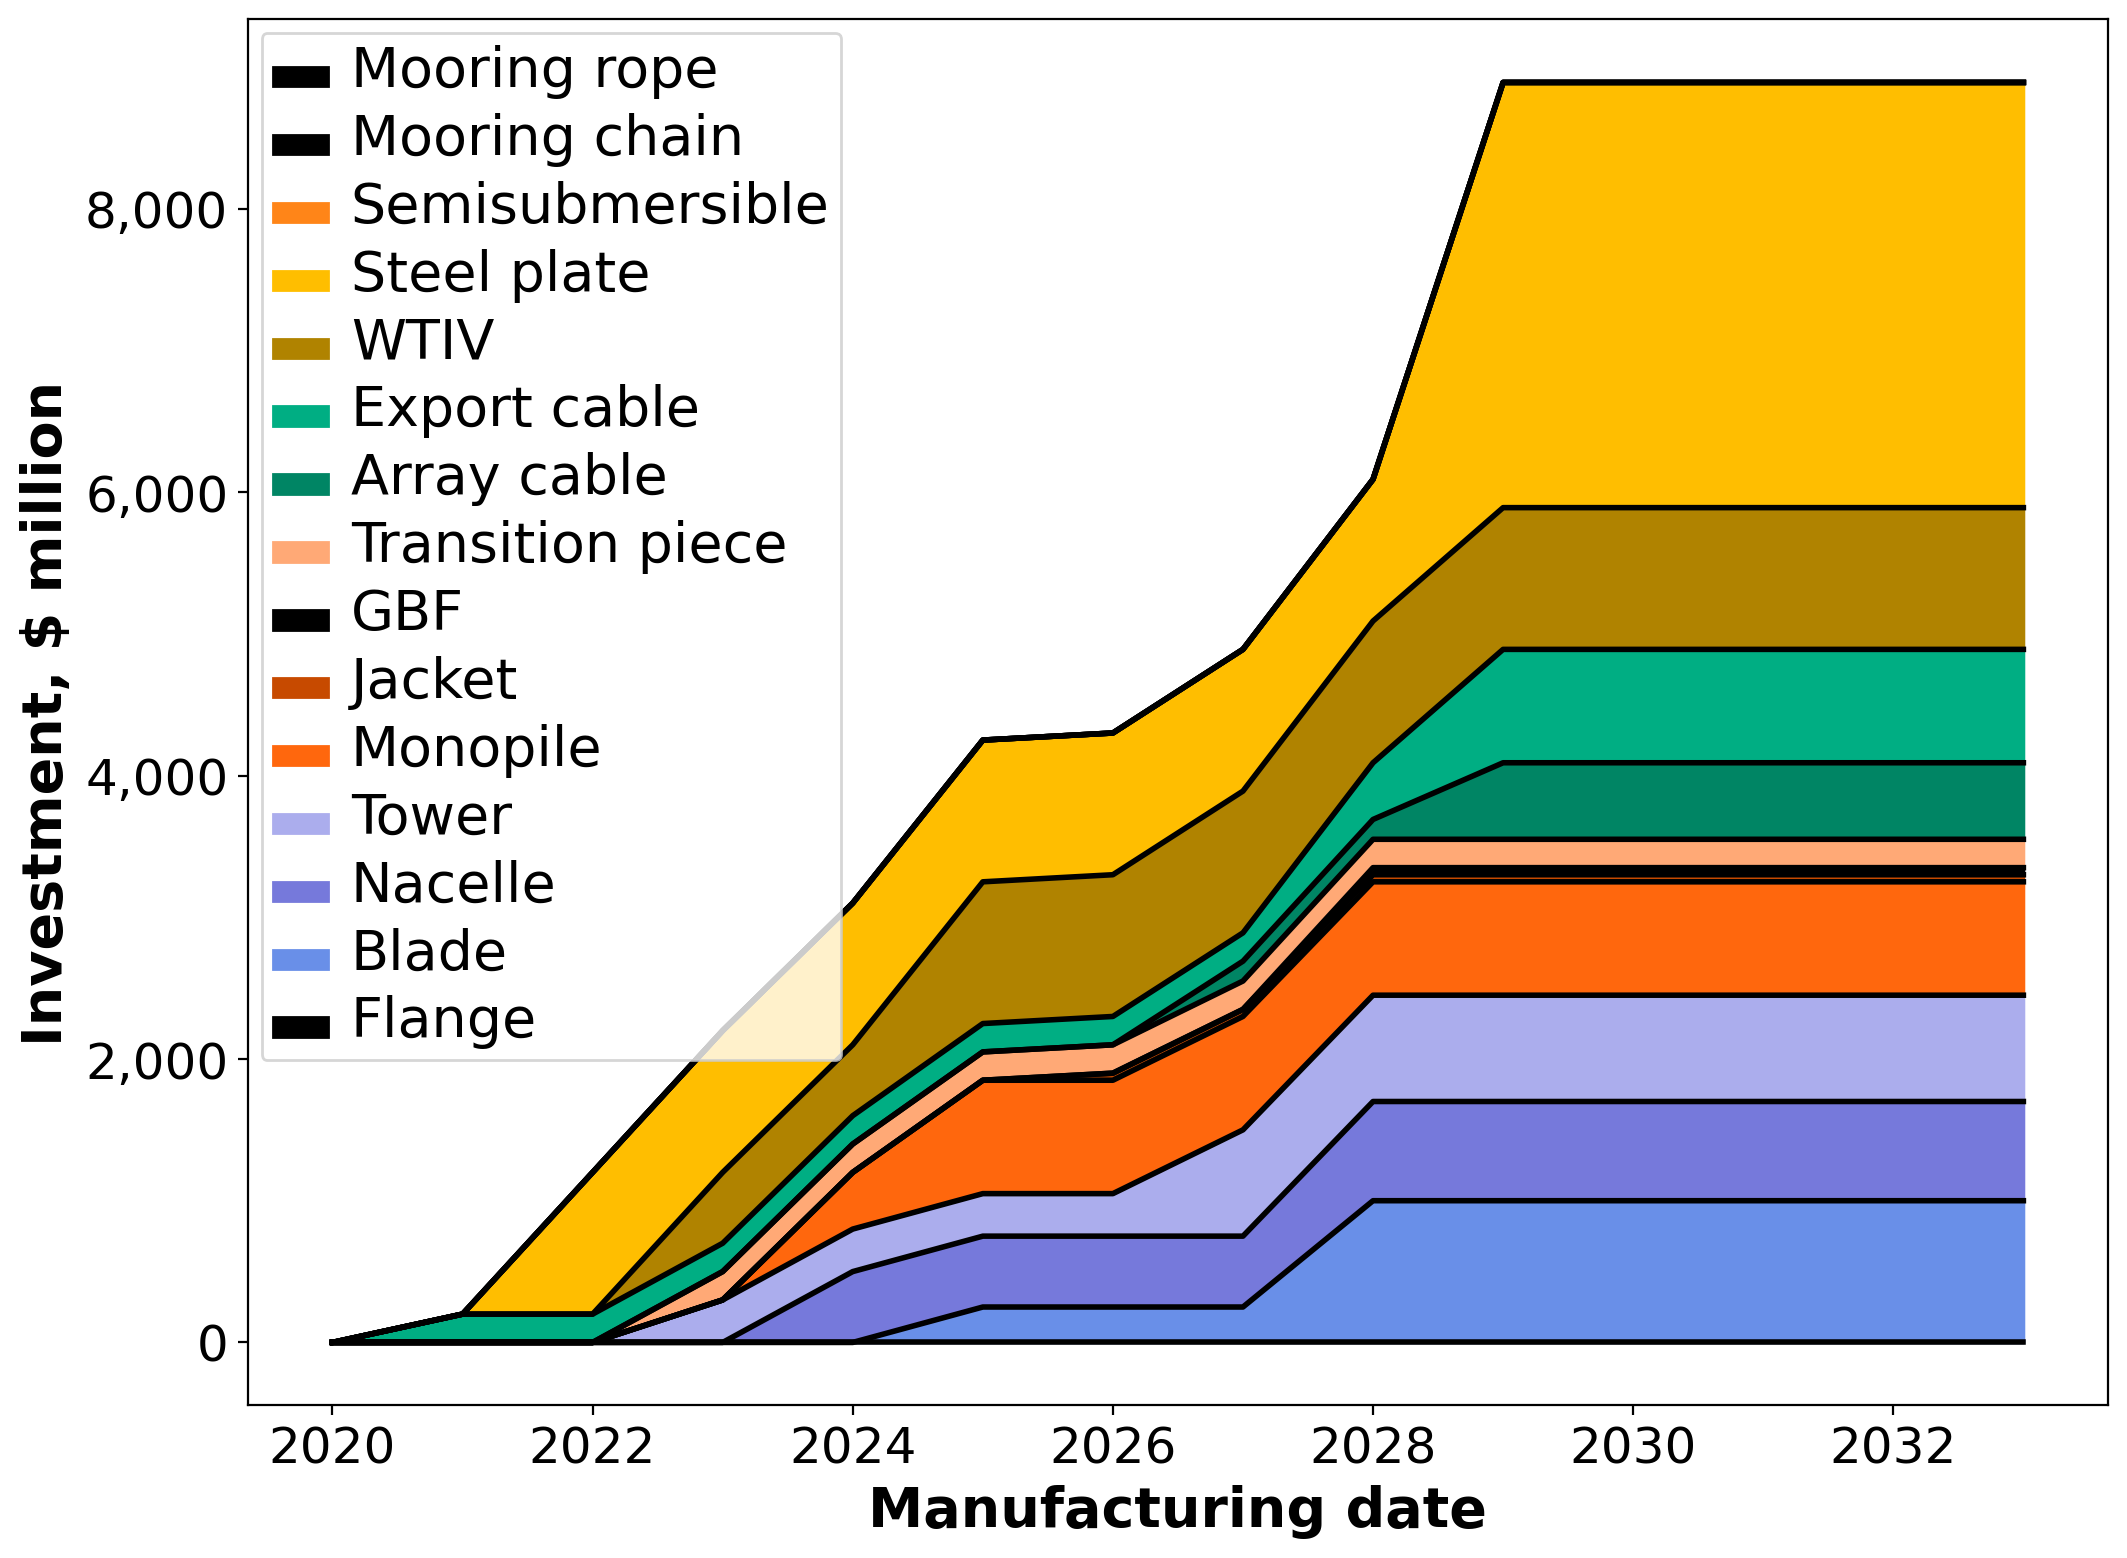 Mooring rope
Mooring chain
Semisubmersible
Steel plate
WTIV
Export cable
Array cable
Transition piece
GBF
Jacket
Monopile
Tower
Nacelle
Blade
Flange
Investment, $ million
8,000
6,000
4,000
2,000
0
2020 2022 2024 2026 2028 2030 2032
Manufacturing date